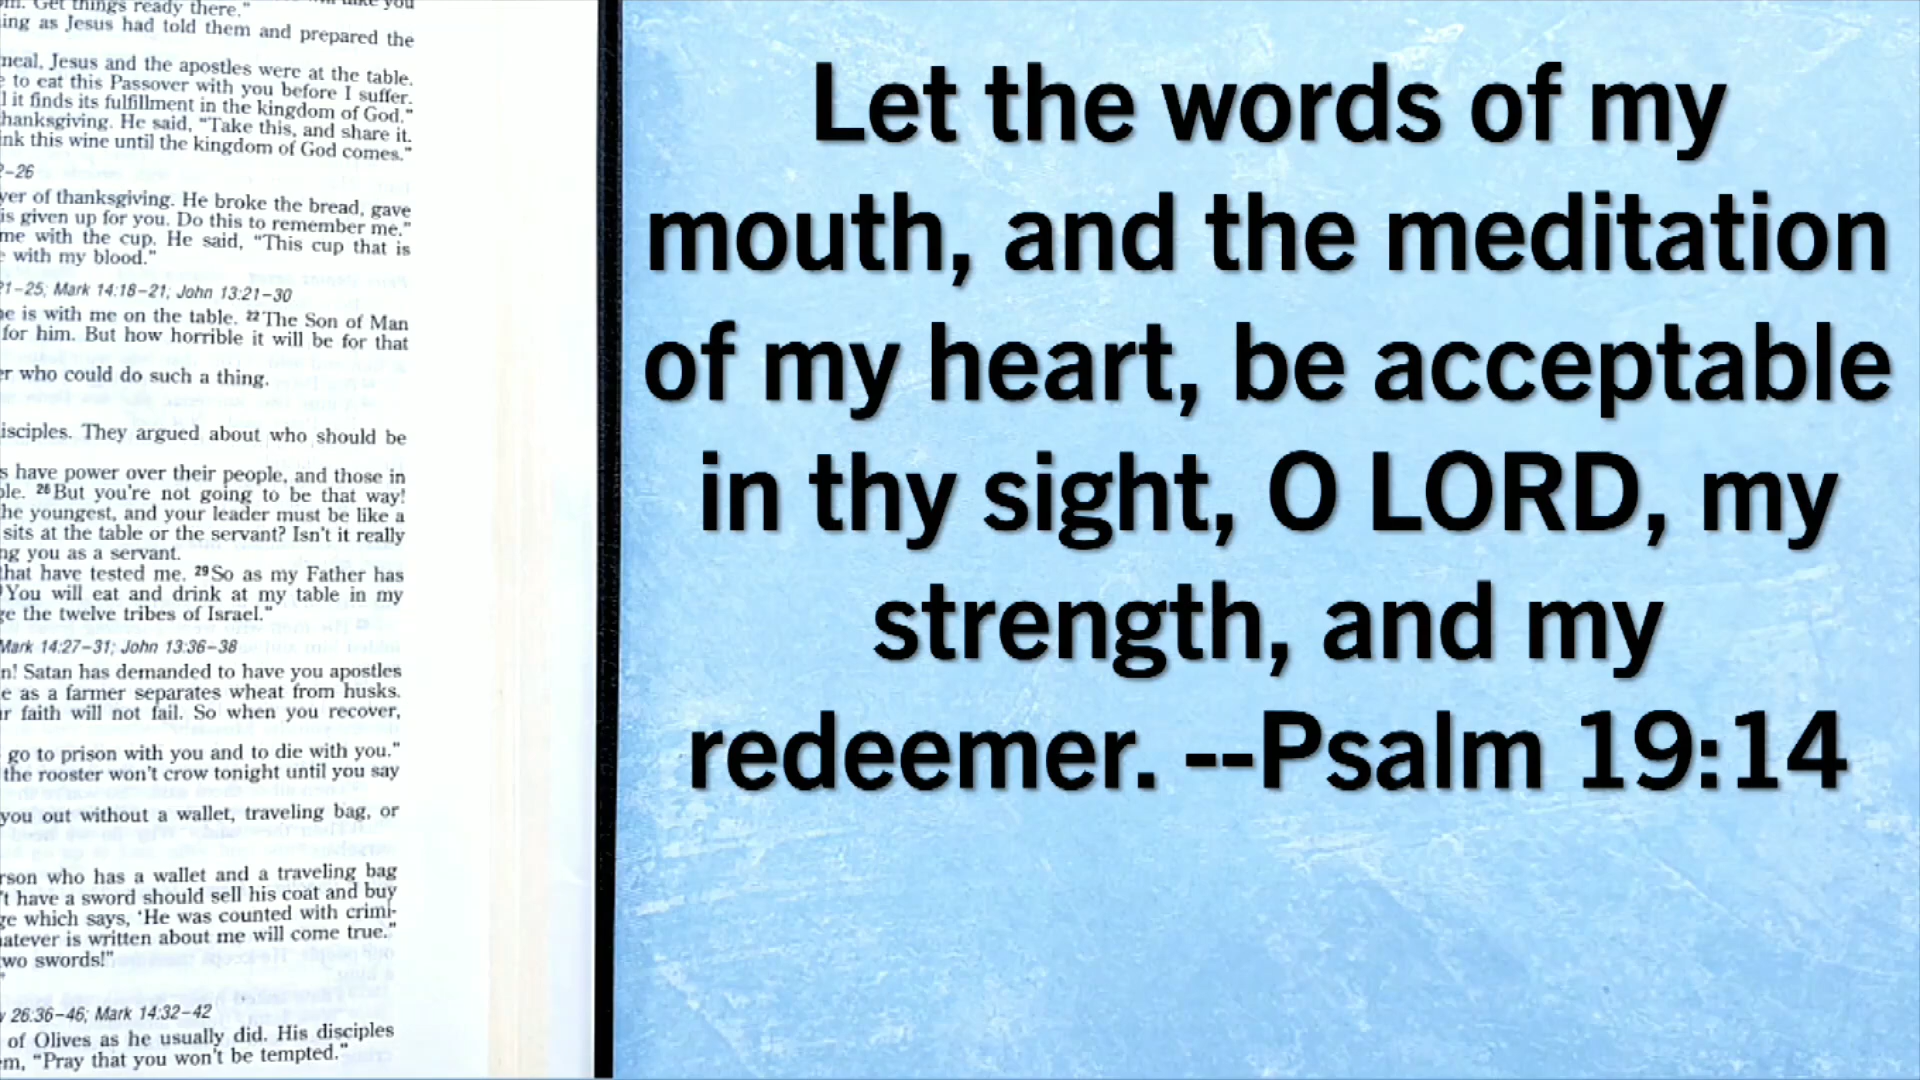 Get things ready there."
ing as Jesus had told them and prepared the
meal, Jesus and the apostles were at the table.
to eat this Passover with you before I suffer.
it finds its fulfillment in the kingdom of God."
hanksgiving. He said, "Take this, and share it.
nk this wine until the kingdom of God comes."
-26
yer of thanksgiving. He broke the bread, gave
is given up for you. Do this to remember me."
me with the cup. He said, "This cup that is
with my blood."
21-25; Mark 14:18-21; John 13:21-30
is with me on the table. 22The Son of Man
for him. But how horrible it will be for that
er who could do such a thing.
isciples. They argued about who should be
s have power over their people, and those in
ple. 26But you're not going to be that way!
he youngest, and your leader must be like a
sits at the table or the servant? Isn't it really
ng you as a servant.
that have tested me. 29So as my Father has
You will eat and drink at my table in my
ge the twelve tribes of Israel."
Mark 14:27-31; John 13:36-38
n! Satan has demanded to have you apostles
e as a farmer separates wheat from husks.
ur faith will not fail. So when you recover,
go to prison with you and to die with you."
the rooster won't crow tonight until you say
you out without a wallet, traveling bag, or
rson who has a wallet and a traveling bag
't have a sword should sell his coat and buy
ge which says, 'He was counted with crimi-
hatever is written about me will come true."
two swords!"
26:36-46; Mark 14:32-42
of Olives as he usually did. His disciples
em, "Pray that you won't be tempted."
Let the words of my
mouth, and the meditation
of my heart, be acceptable
in thy sight, O LORD, my
strength, and my
redeemer. --Psalm 19:14